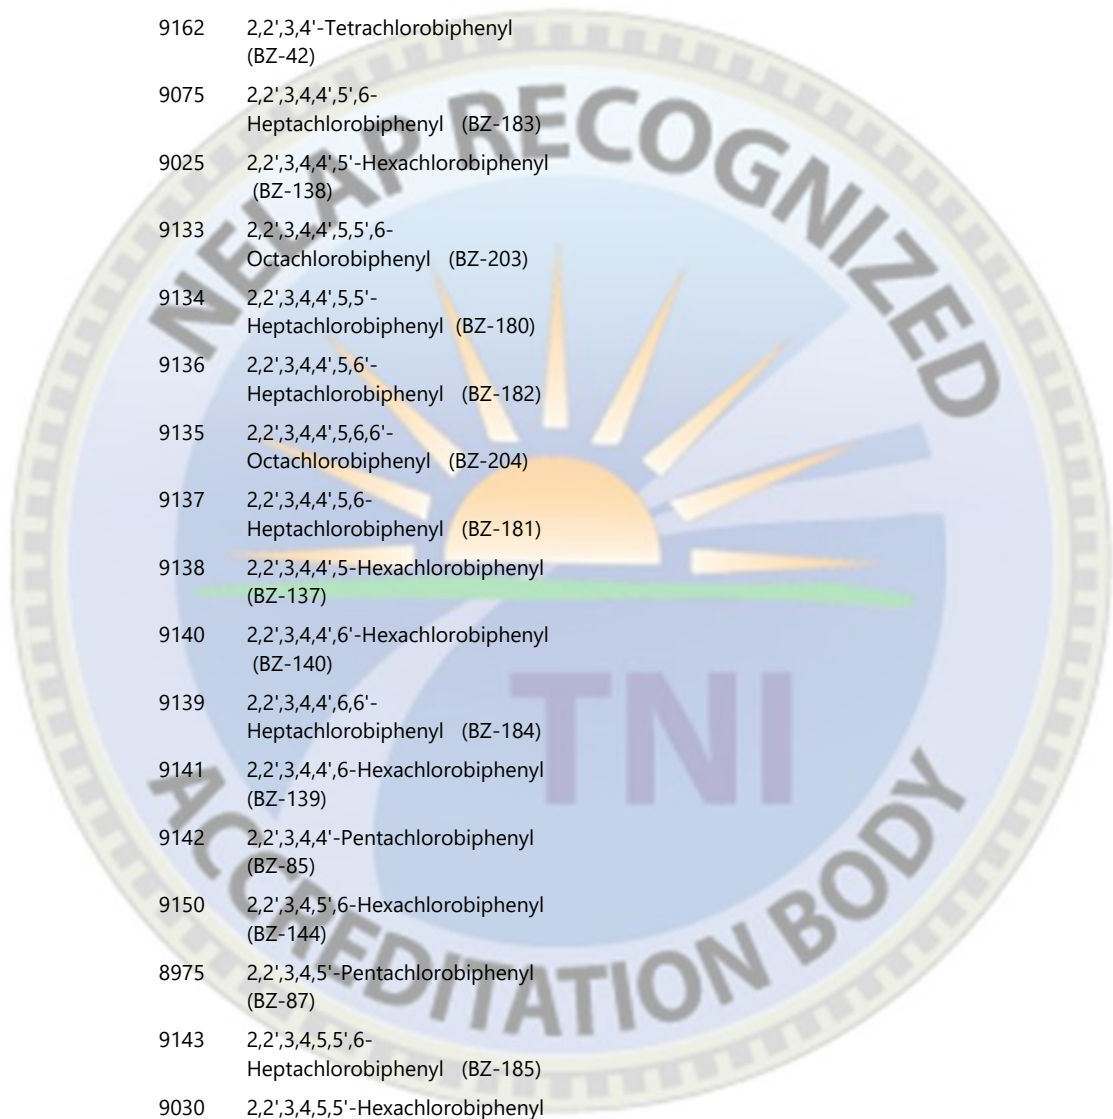 9162 2,2',3,4'-Tetrachlorobiphenyl
(BZ-42)
9075 2,2',3,4,4',5',6-
Heptachlorobiphenyl (BZ-183)
9025 2,2',3,4,4',5'-Hexachlorobiphenyl
(BZ-138)
9133 2,2',3,4,4',5,5',6-
Octachlorobiphenyl (BZ-203)
9134 2,2',3,4,4',5,5'-
Heptachlorobiphenyl (BZ-180)
9136 2,2',3,4,4',5,6'-
Heptachlorobiphenyl (BZ-182)
9135 2,2',3,4,4',5,6,6'-
Octachlorobiphenyl (BZ-204)
9137 2,2',3,4,4',5,6-
Heptachlorobiphenyl (BZ-181)
9138 2,2',3,4,4',5-Hexachlorobiphenyl
(BZ-137)
9140 2,2',3,4,4',6'-Hexachlorobiphenyl
(BZ-140)
9139 2,2',3,4,4',6,6'-
Heptachlorobiphenyl (BZ-184)
9141 2,2',3,4,4',6-Hexachlorobiphenyl
(BZ-139)
9142 2,2',3,4,4'-Pentachlorobiphenyl
(BZ-85)
9150 2,2',3,4,5',6-Hexachlorobiphenyl
(BZ-144)
8975 2,2',3,4,5'-Pentachlorobiphenyl
(BZ-87)
9143 2,2',3,4,5,5',6-
Heptachlorobiphenyl (BZ-185)
9030 2,2',3,4,5,5'-Hexachlorobiphenyl
NELAP RECOGNIZED
TNI
ACCREDITATION BODY